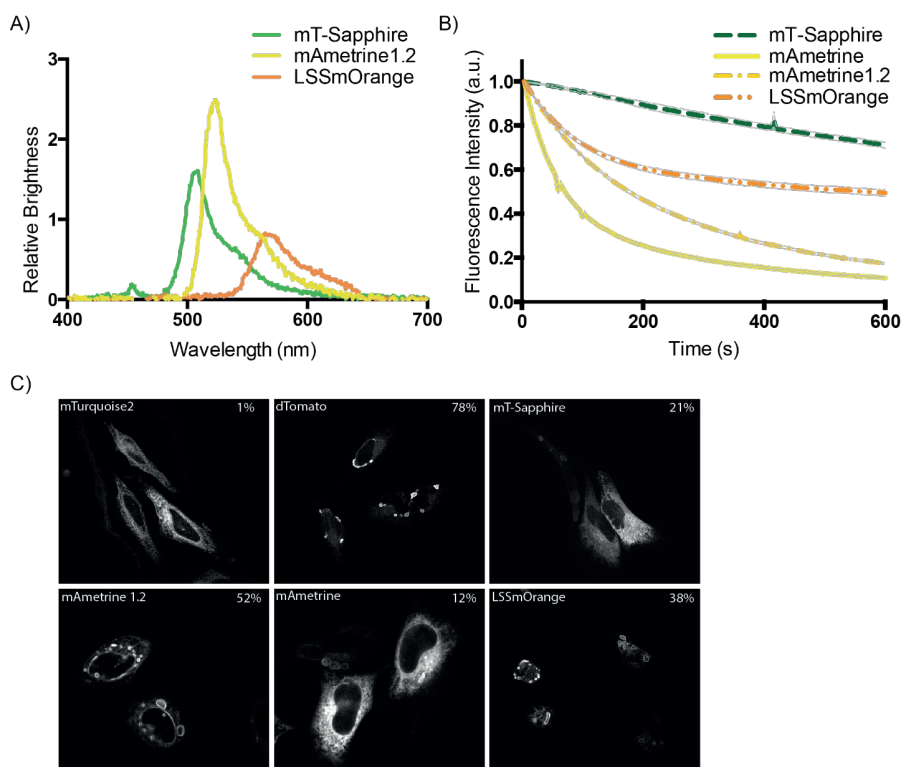 A)
mT-Sapphire
mAmetrine1.2
LSSmOrange
Relative Brightness
3
2
1
0
400
500
600
700
Wavelength (nm)
B)
mT-Sapphire
mAmetrine
mAmetrine1.2
LSSmOrange
Fluorescence Intensity (a.u.)
1.0
0.8
0.6
0.4
0.2
0.0
0
200
400
600
Time (s)
C)
mTurquoise2 1%
dTomato 78%
mT-Sapphire 21%
mAmetrine 1.2 52%
mAmetrine 12%
LSSmOrange 38%